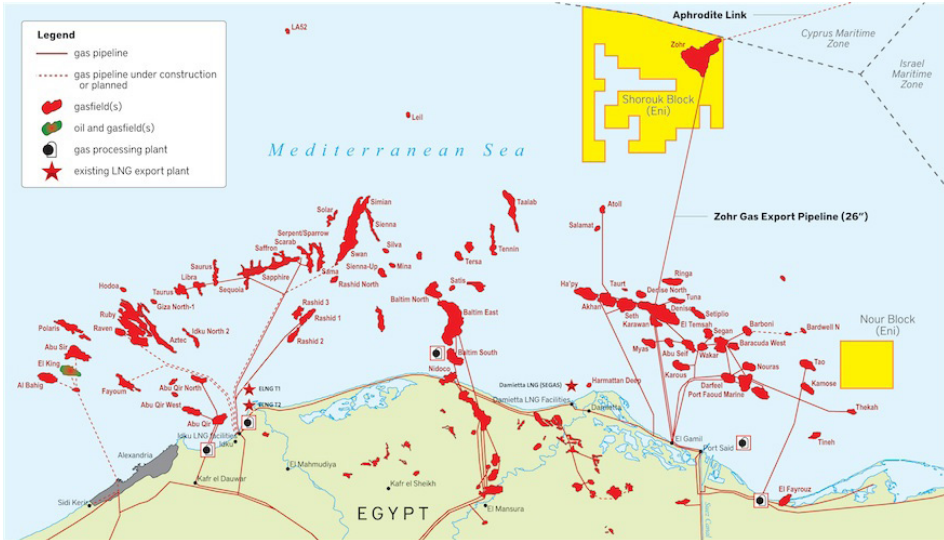 Legend
gas pipeline
gas pipeline under construction
or planned
gasfield(s)
oil and gasfield(s)
gas processing plant
existing LNG export plant
LA52
Leil
Mediterranean Sea
Aphrodite Link
Cyprus Maritime
Zone
Israel
Maritime
Zone
Zohr
Shorouk Block
(Eni)
Zohr Gas Export Pipeline (26")
Nour Block
(Eni)
Solar
Simian
Sienna
Serpent/Sparrow
Scarab
Saffron
Swan
Silva
Sienna-Up
Mina
Sapphire
Sequoia
Saurus
Libra
Taurus
Giza North-1
Hodoa
Ruby
Raven
Polaris
Abu Sir
El King
Al Bahig
Fayoum
Aztec
Idku North 2
Rashid North
Rashid 3
Rashid 1
Rashid 2
Abu Qir North
Abu Qir West
Abu Qir
Taalab
Tennin
Tersa
Satis
Baltim North
Baltim East
Baltim South
Nidoco
Atoll
Salamat
Ha'py
Akhan
Taurt
Denise North
Ringa
Tuna
Denise
Seth
Karawan
El Temsah
Setiplio
Segan
Barboni
Bardwell N
Baracuda West
Myas
Abu Seif
Wakar
Karous
Nouras
Darfeel
Port Faoud Marine
Tao
Kamose
Thekah
Tineh
El Fayrouz
Harmattan Deep
ELNG T1
ELNG T2
Idku LNG facilities
Idku
Damietta LNG (SEGAS)
Damietta LNG Facilities
Damietta
El Gamil
Port Said
Suez Canal
Alexandria
Sidi Kerir
Kafr el Dauwar
El Mahmudiya
Kafr el Sheikh
El Mansura
EGYPT